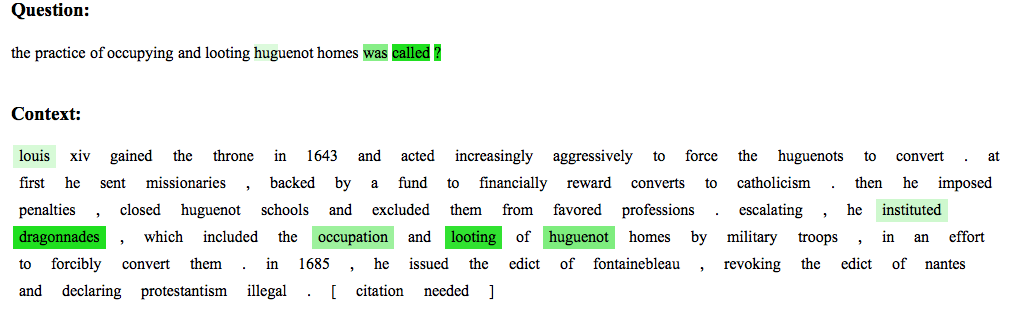 Question:
the practice of occupying and looting huguenot homes was called ?
Context:
louis xiv gained the throne in 1643 and acted increasingly aggressively to force the huguenots to convert . at
first he sent missionaries , backed by a fund to financially reward converts to catholicism . then he imposed
penalties , closed huguenot schools and excluded them from favored professions . escalating , he instituted
dragonnades , which included the occupation and looting of huguenot homes by military troops , in an effort
to forcibly convert them . in 1685 , he issued the edict of fontainebleau , revoking the edict of nantes
and declaring protestantism illegal . [ citation needed ]